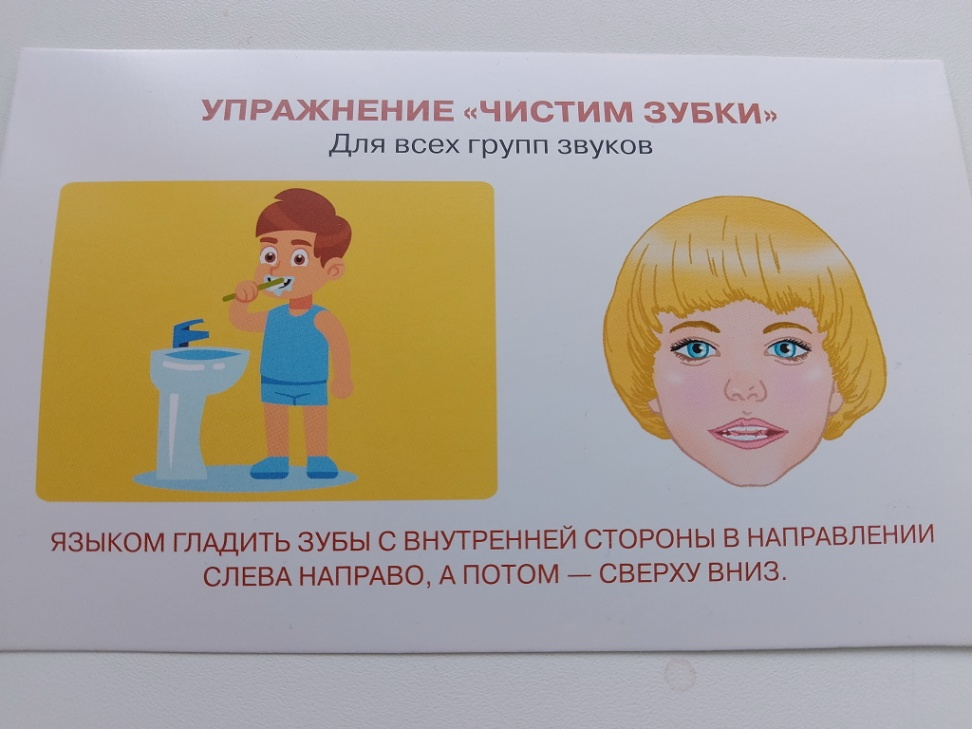 УПРАЖНЕНИЕ «ЧИСТИМ ЗУБКИ»
Для всех групп звуков
ЯЗЫКОМ ГЛАДИТЬ ЗУБЫ С ВНУТРЕННЕЙ СТОРОНЫ В НАПРАВЛЕНИИ
СЛЕВА НАПРАВО, А ПОТОМ — СВЕРХУ ВНИЗ.